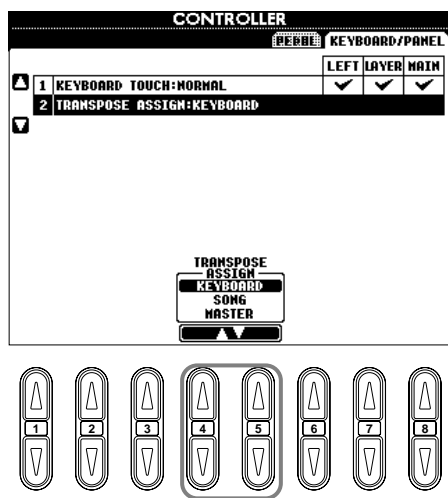 CONTROLLER
PEDAL KEYBOARD/PANEL
LEFT LAYER MAIN
1 KEYBOARD TOUCH:NORMAL
2 TRANSPOSE ASSIGN:KEYBOARD
TRANSPOSE
ASSIGN
KEYBOARD
SONG
MASTER
1 2 3 4 5 6 7 8